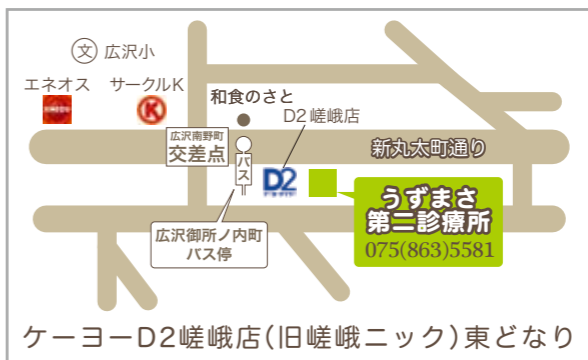 文 広沢小
エネオス
サークルK
K
和食のさと
D2嵯峨店
広沢南野町
交差点
バス
新丸太町通り
D2
うずまさ
第二診療所
075(863)5581
広沢御所ノ内町
バス停
ケーヨーD2嵯峨店(旧嵯峨ニック)東どなり